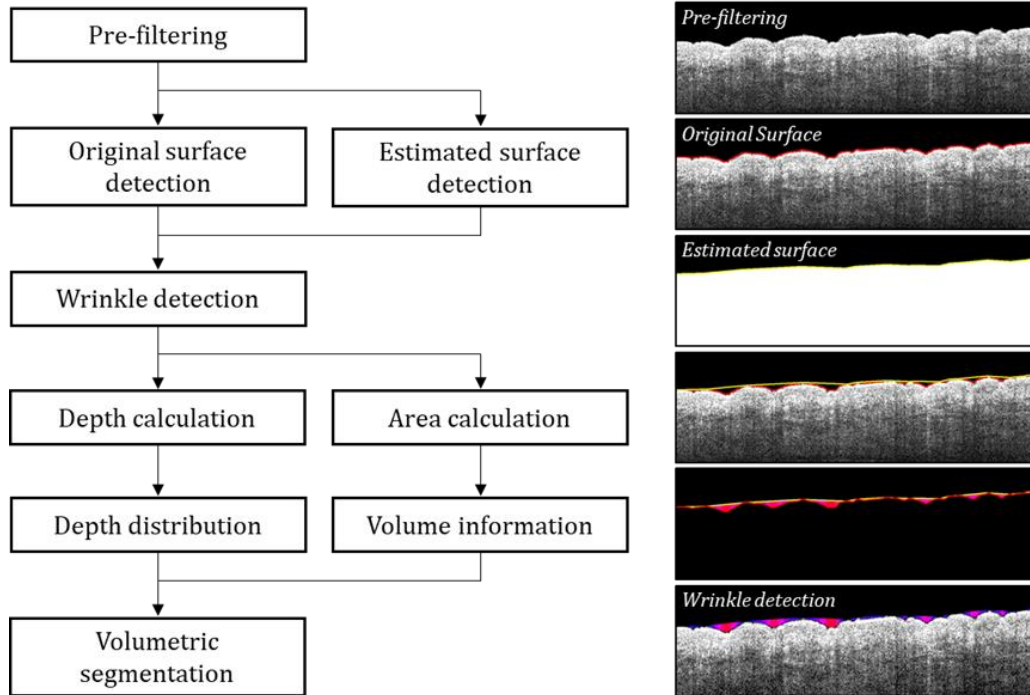 Pre-filtering
Original surface
detection
Estimated surface
detection
Wrinkle detection
Depth calculation
Area calculation
Depth distribution
Volume information
Volumetric
segmentation
Pre-filtering
Original Surface
Estimated surface
Wrinkle detection